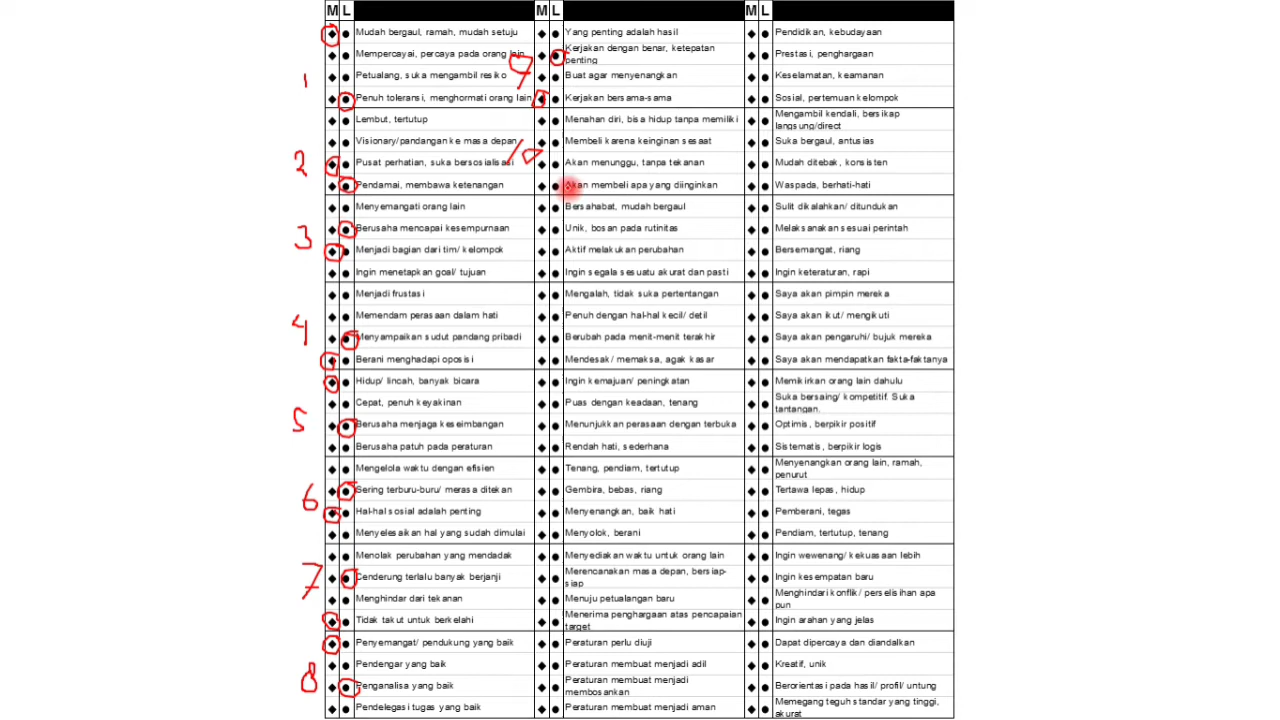 M L M L M L
Mudah bergaul, ramah, mudah setuju
Mempercayai, percaya pada orang lain
Petualang, suka mengambil resiko
Penuh toleransi, menghormati orang lain
1
Lembut, tertutup
Visionary/pandangan ke masa depan
Pusat perhatian, suka bersosialisasi
Pendamai, membawa ketenangan
2
Menyemangati orang lain
Berusaha mencapai kesempurnaan
Menjadi bagian dari tim/ kelompok
Ingin menetapkan goal/ tujuan
3
Menjadi frustasi
Memendam perasaan dalam hati
Menyampaikan sudut pandang pribadi
Berani menghadapi oposisi
4
Hidup/ lincah, banyak bicara
Cepat, penuh keyakinan
Berusaha menjaga keseimbangan
Berusaha patuh pada peraturan
5
Mengelola waktu dengan efisien
Sering terburu-buru/ merasa ditekan
Hal-hal sosial adalah penting
Menyelesaikan hal yang sudah dimulai
6
Menolak perubahan yang mendadak
Cenderung terlalu banyak berjanji
Menghindar dari tekanan
Tidak takut untuk berkelahi
7
Penyemangat/ pendukung yang baik
Pendengar yang baik
Penganalisa yang baik
Pendelegasi tugas yang baik
8
Yang penting adalah hasil
Kerjakan dengan benar, ketepatan
penting
Buat agar menyenangkan
Kerjakan bersama-sama
9
Menahan diri, bisa hidup tanpa memiliki
Membeli karena keinginan sesaat
Akan menunggu, tanpa tekanan
Akan membeli apa yang diinginkan
10
Bersahabat, mudah bergaul
Unik, bosan pada rutinitas
Aktif melakukan perubahan
Ingin segala sesuatu akurat dan pasti
Mengalah, tidak suka pertentangan
Penuh dengan hal-hal kecil/ detil
Berubah pada menit-menit terakhir
Mendesak/ memaksa, agak kasar
Ingin kemajuan/ peningkatan
Puas dengan keadaan, tenang
Menunjukkan perasaan dengan terbuka
Rendah hati, sederhana
Tenang, pendiam, tertutup
Gembira, bebas, riang
Menyenangkan, baik hati
Menyolok, berani
Menyediakan waktu untuk orang lain
Merencanakan masa depan, bersiap-
siap
Menuju petualangan baru
Menerima penghargaan atas pencapaian
target
Peraturan perlu diuji
Peraturan membuat menjadi adil
Peraturan membuat menjadi
membosankan
Peraturan membuat menjadi aman
Pendidikan, kebudayaan
Prestasi, penghargaan
Keselamatan, keamanan
Sosial, pertemuan kelompok
Mengambil kendali, bersikap
langsung/direct
Suka bergaul, antusias
Mudah ditebak, konsisten
Waspada, berhati-hati
Sulit dikalahkan/ ditundukan
Melaksanakan sesuai perintah
Bersemangat, riang
Ingin keteraturan, rapi
Saya akan pimpin mereka
Saya akan ikut/ mengikuti
Saya akan pengaruhi/ bujuk mereka
Saya akan mendapatkan fakta-faktanya
Memikirkan orang lain dahulu
Suka bersaing/ kompetitif. Suka
tantangan.
Optimis, berpikir positif
Sistematis, berpikir logis
Menyenangkan orang lain, ramah,
penurut
Tertawa lepas, hidup
Pemberani, tegas
Pendiam, tertutup, tenang
Ingin wewenang/ kekuasaan lebih
Ingin kesempatan baru
Menghindari konflik/ perselisihan apa
pun
Ingin arahan yang jelas
Dapat dipercaya dan diandalkan
Kreatif, unik
Berorientasi pada hasil/ profil/ untung
Memegang teguh standar yang tinggi,
akurat